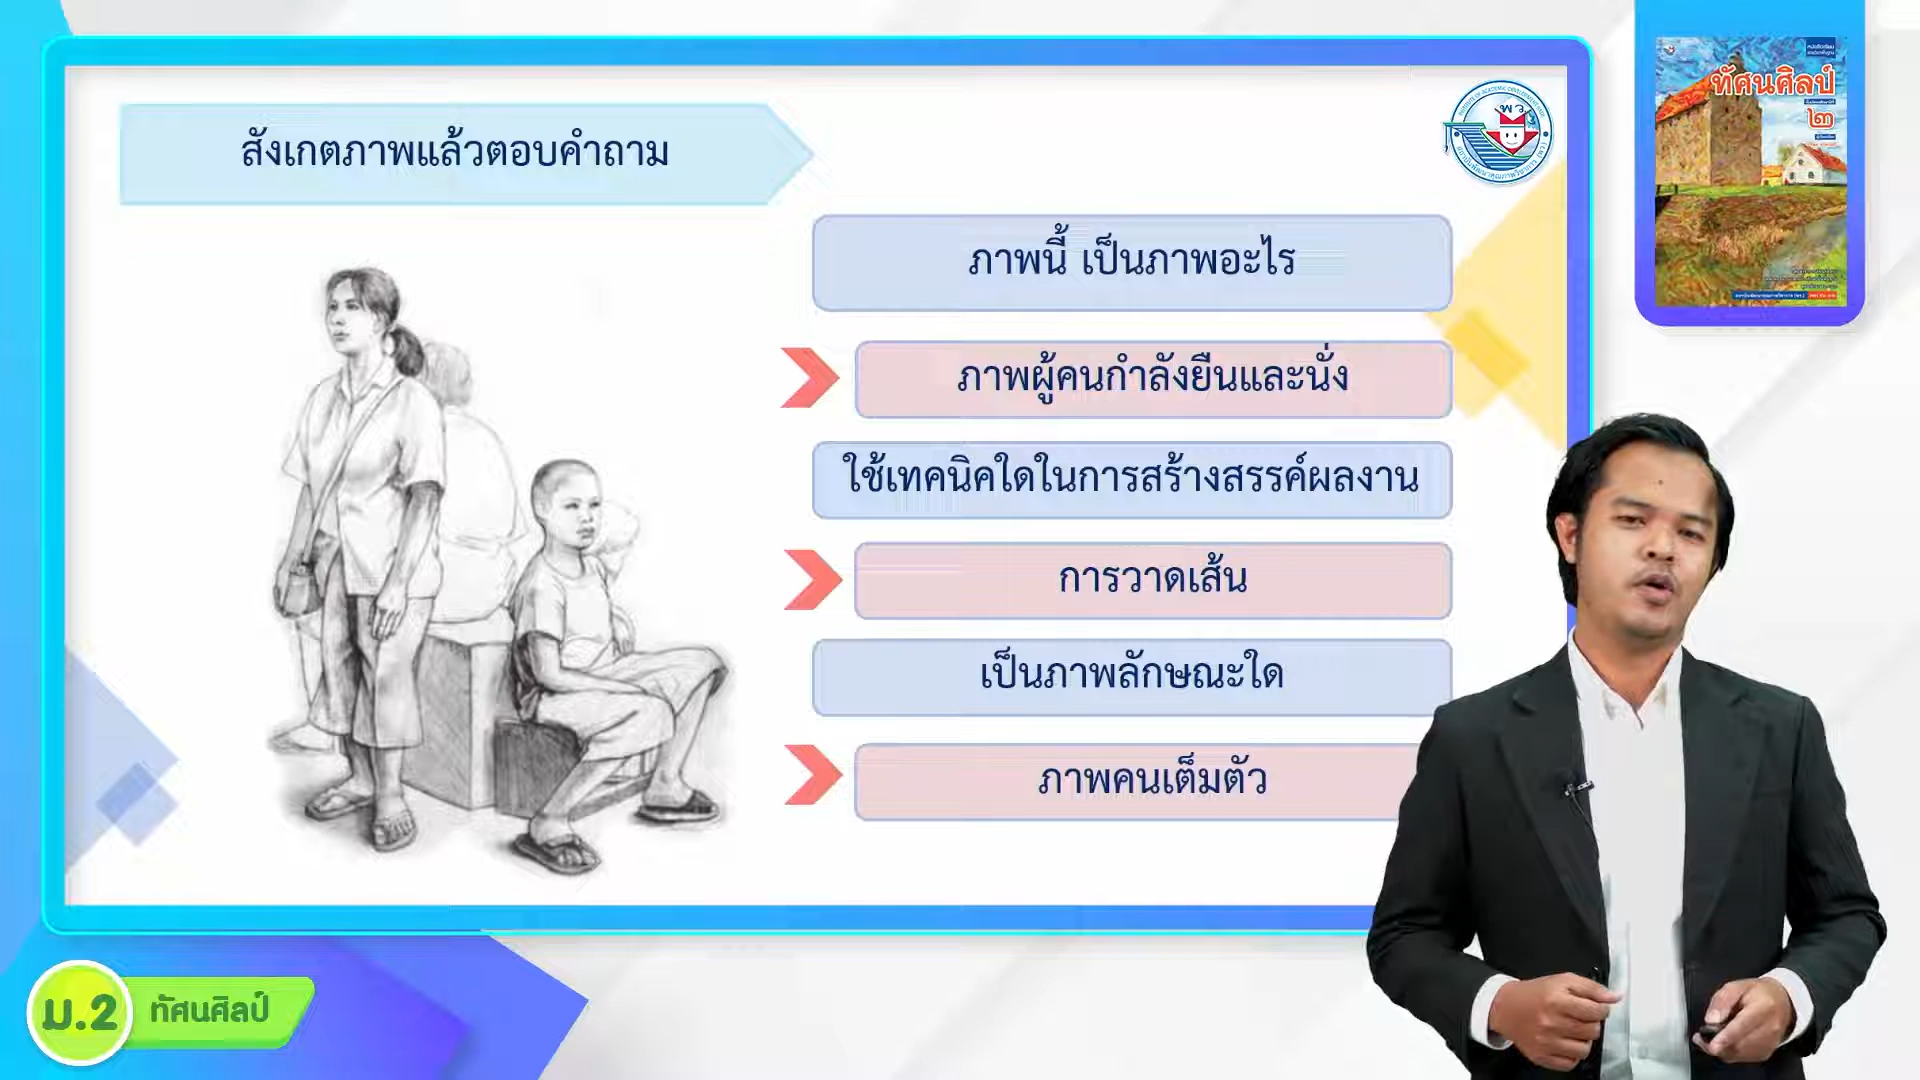 สังเกตภาพแล้วตอบคำถาม
พว.
ภาพนี้ เป็นภาพอะไร
ภาพผู้คนกำลังยืนและนั่ง
ใช้เทคนิคใดในการสร้างสรรค์ผลงาน
การวาดเส้น
เป็นภาพลักษณะใด
ภาพคนเต็มตัว
ทัศนศิลป์
๒
ม.2 ทัศนศิลป์